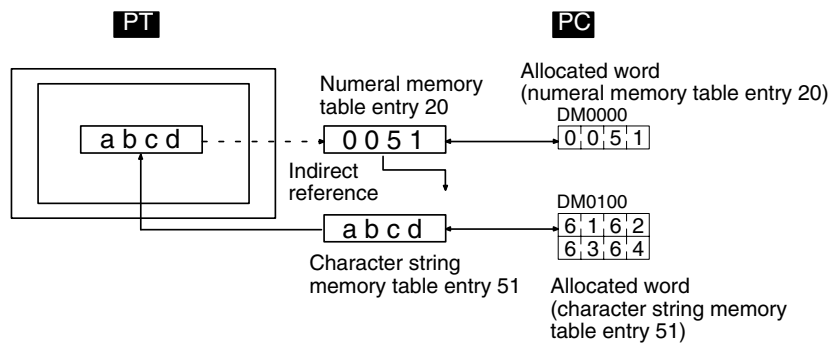 PT
PC
Numeral memory
table entry 20
Allocated word
(numeral memory table entry 20)
DM0000
a b c d
0 0 5 1
0 0 5 1
Indirect
reference
DM0100
a b c d
6 1 6 2
6 3 6 4
Character string
memory table entry 51
Allocated word
(character string memory
table entry 51)